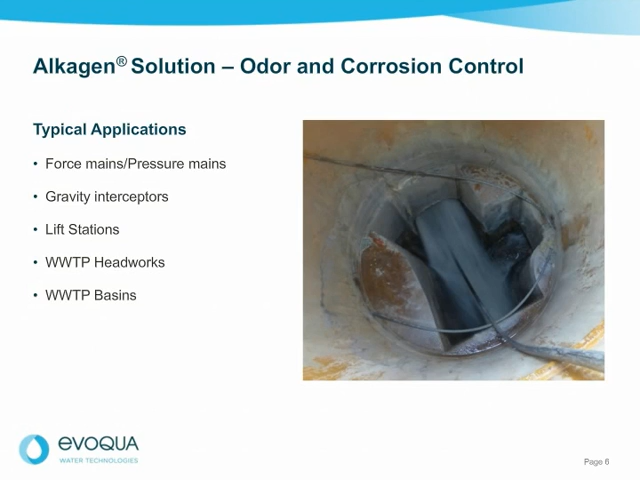 Alkagen® Solution – Odor and Corrosion Control
Typical Applications
• Force mains/Pressure mains
• Gravity interceptors
• Lift Stations
• WWTP Headworks
• WWTP Basins
evoqua
WATER TECHNOLOGIES
Page 6